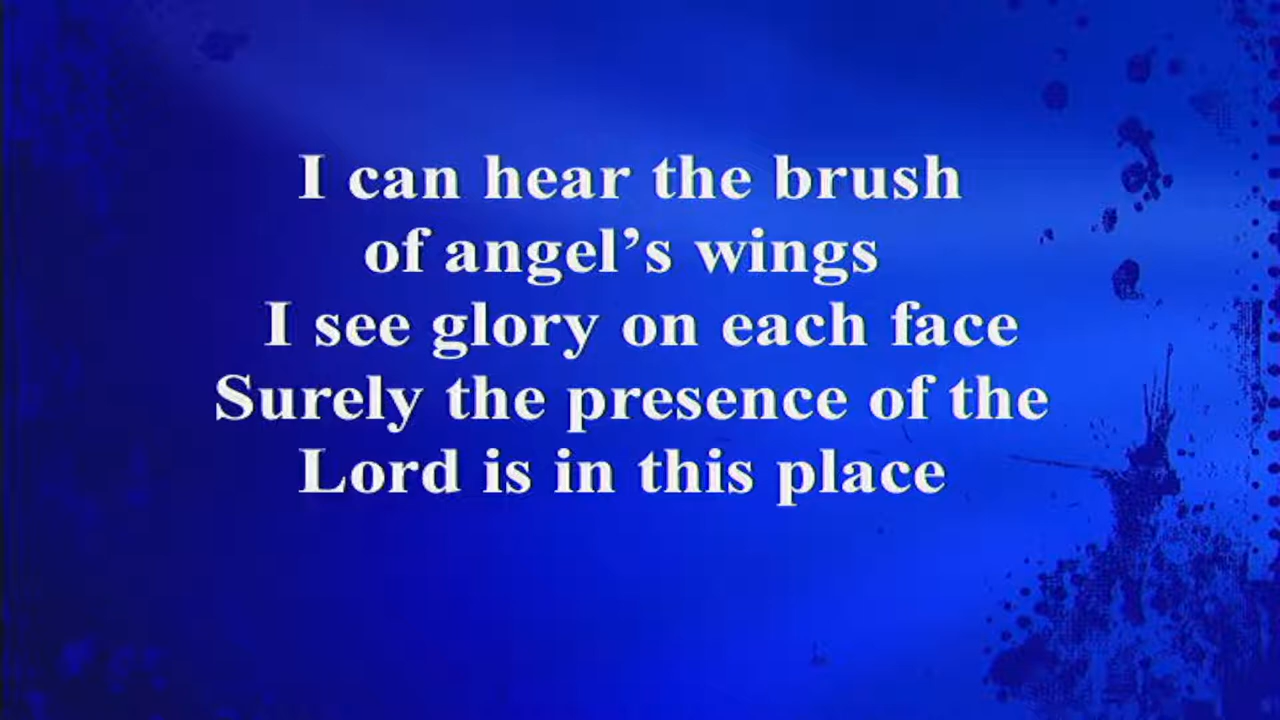 I can hear the brush
of angel’s wings
I see glory on each face
Surely the presence of the
Lord is in this place